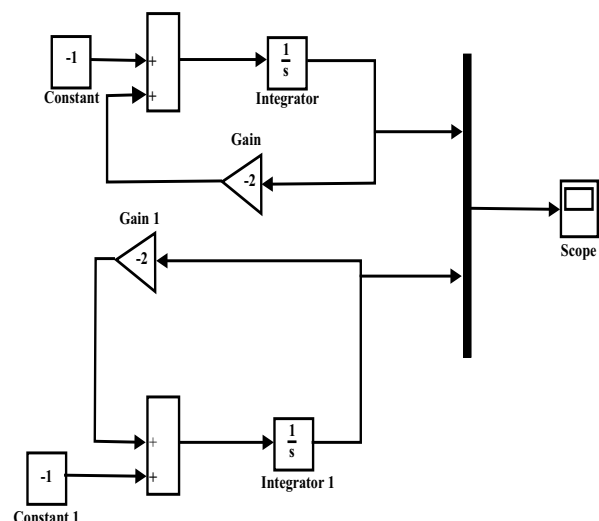 -1
Constant
+
+
1
s
Integrator
Gain
-2
Gain 1
-2
Scope
+
+
1
s
Integrator 1
-1
Constant 1